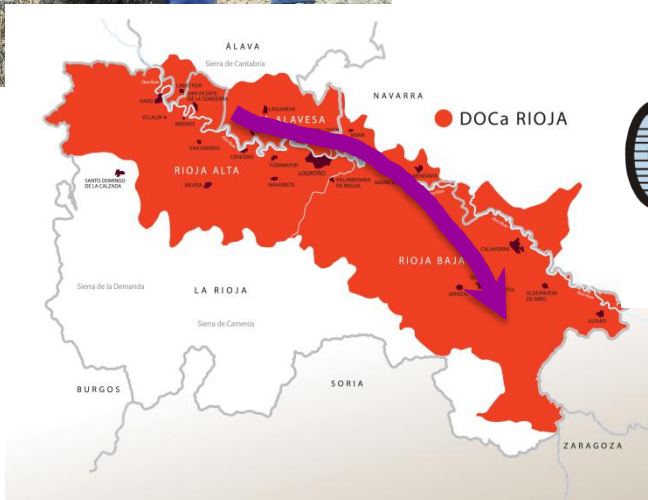 ÁLAVA
Sierra de Cantabria
NAVARRA
DOCa RIOJA
LABASTIDA
SAN VICENTE
DE LA SONSIERRA
HARO
OLLAURI
BRIONES
LAGUARDIA
ALAVESA
SAN ASENSIO
CENICERO
FUENMAYOR
LOGROÑO
RIOJA ALTA
NÁJERA
NAVARRETE
VILLAMEDIANA
DE IREGUA
SANTO DOMINGO
DE LA CALZADA
MENDAVIA
CALAHORRA
RIOJA BAJA
ARNEDO
ALDEANUEVA
DE EBRO
ALFARO
Sierra de la Demanda
LA RIOJA
Sierra de Cameros
BURGOS
SORIA
ZARAGOZA